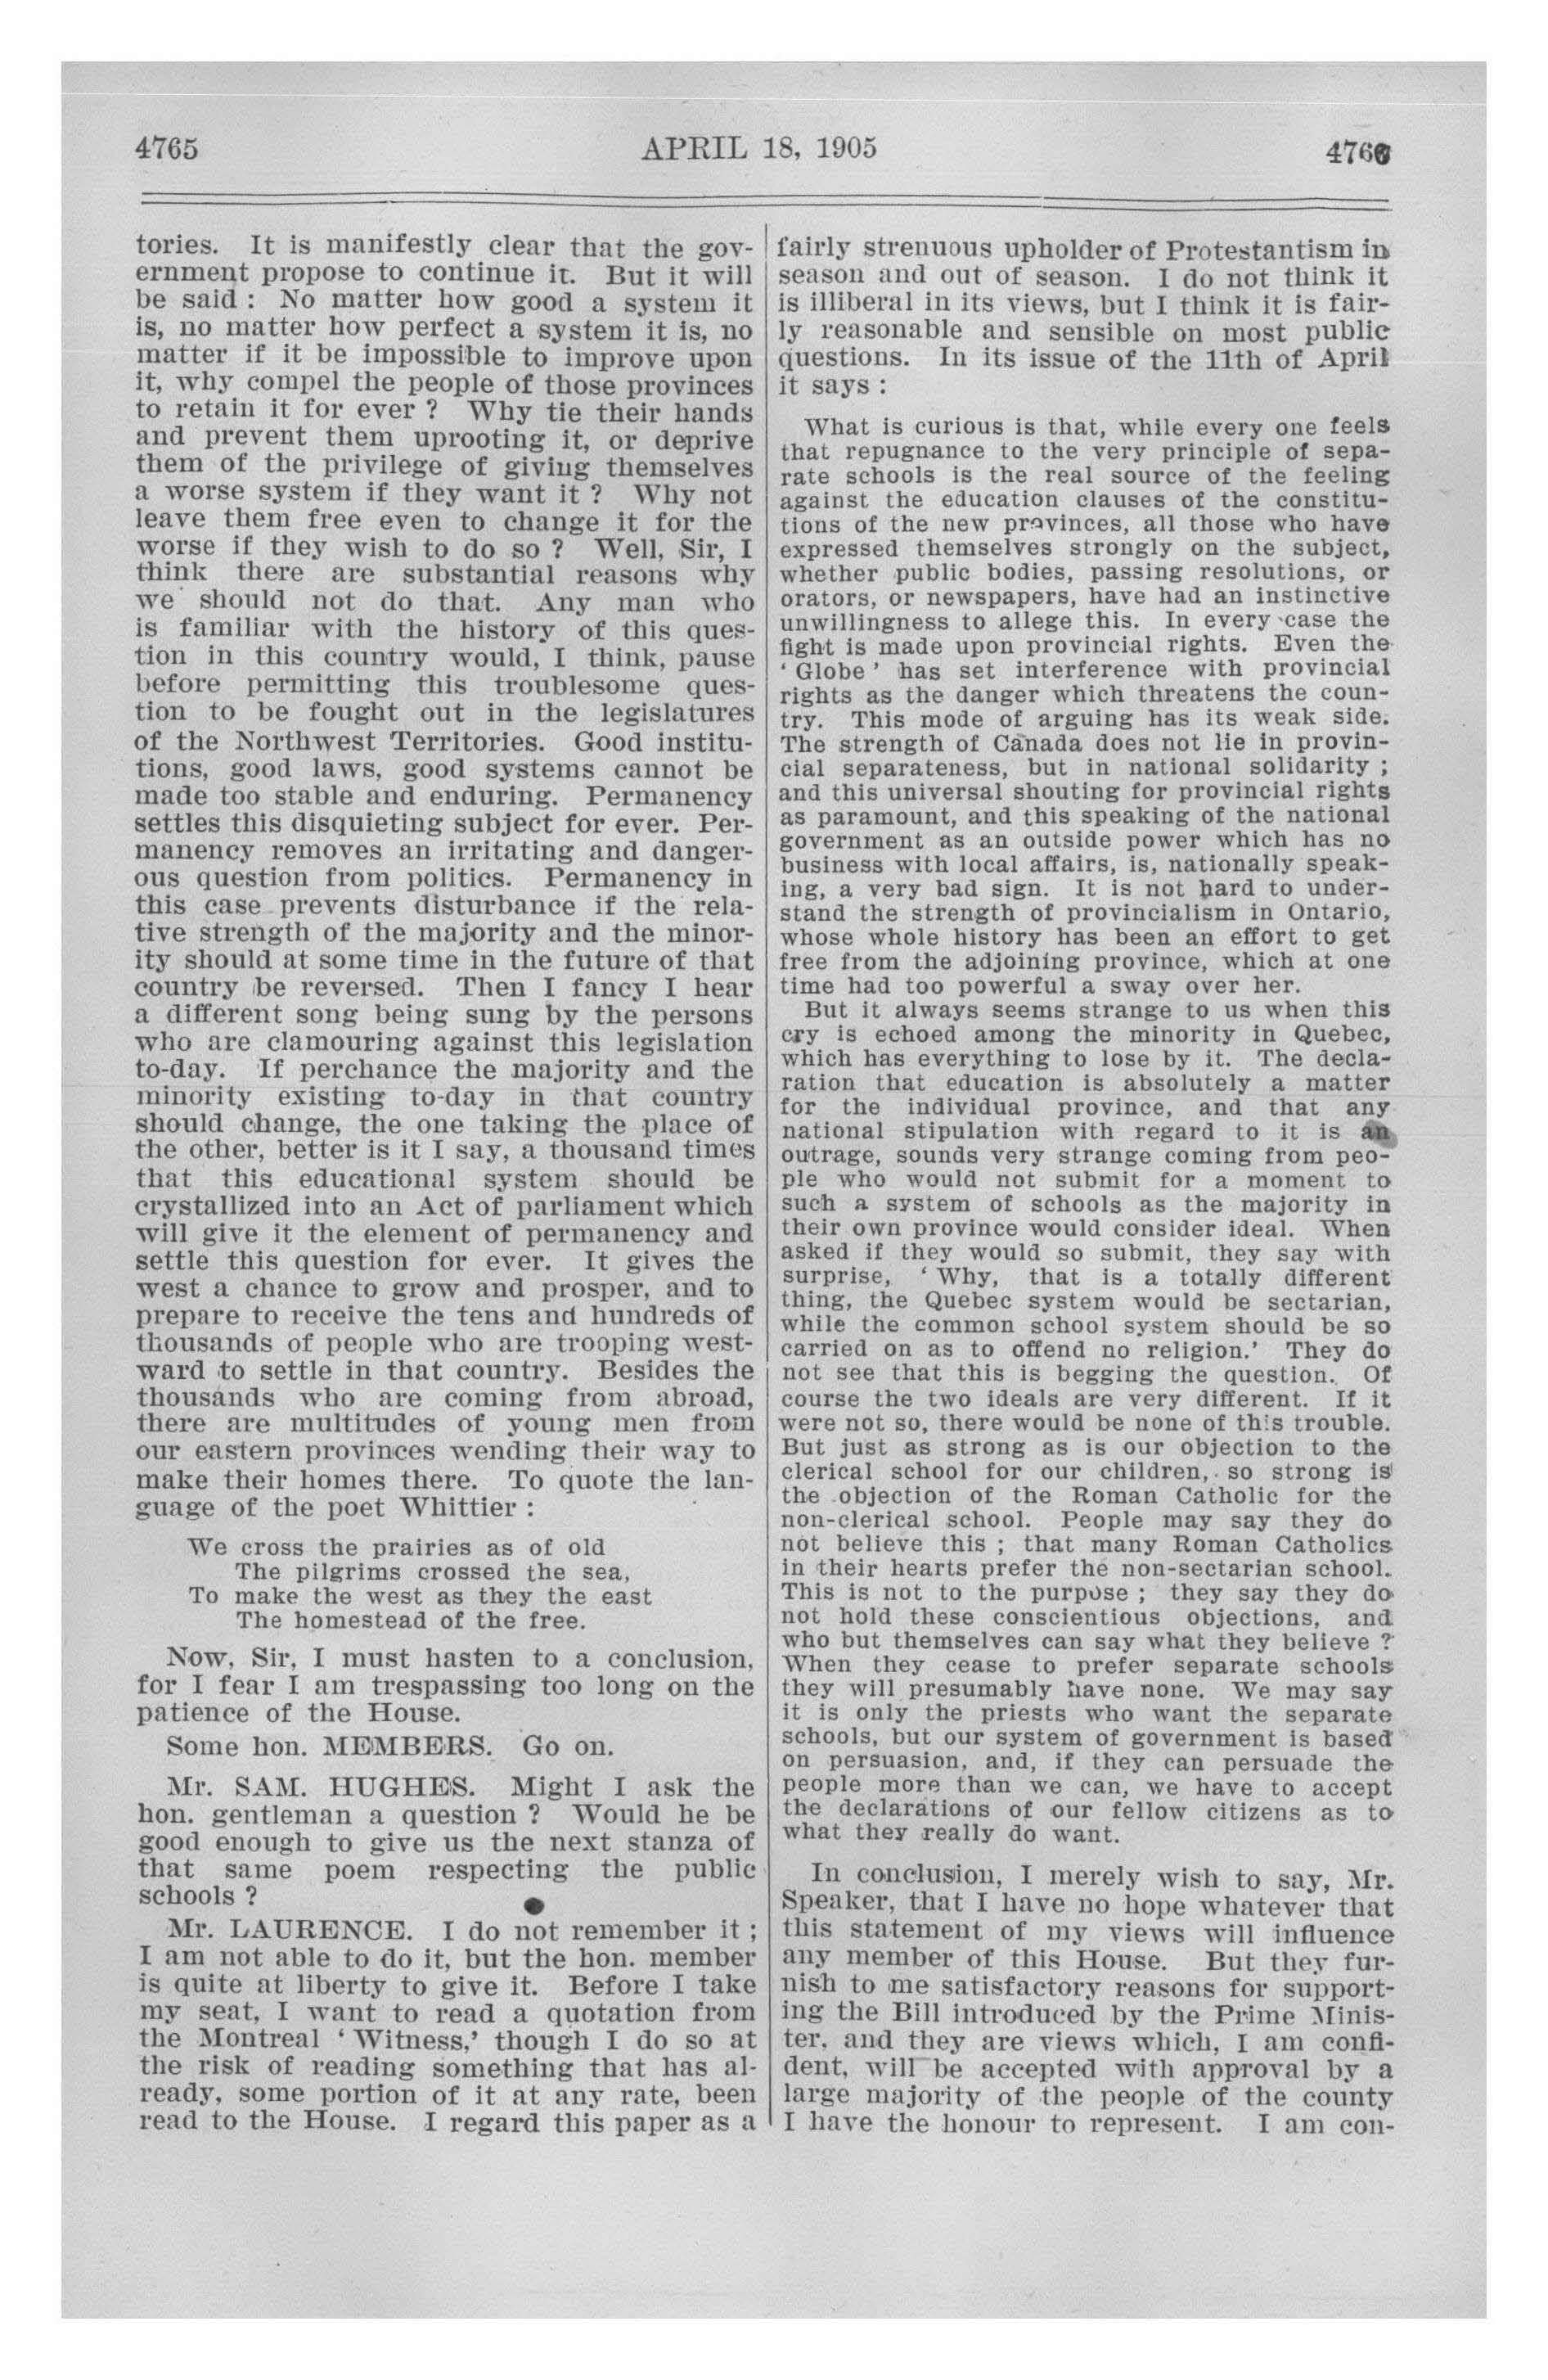 4765
APRIL 18, 1905
4766
tories. It is manifestly clear that the gov-
ernment propose to continue it. But it will
be said : No matter how good a system it
is, no matter how perfect a system it is, no
matter if it be impossible to improve upon
it, why compel the people of those provinces
to retain it for ever ? Why tie their hands
and prevent them uprooting it, or deprive
them of the privilege of giving themselves
a worse system if they want it ? Why not
leave them free even to change it for the
worse if they wish to do so ? Well, Sir, I
think there are substantial reasons why
we should not do that. Any man who
is familiar with the history of this ques-
tion in this country would, I think, pause
before permitting this troublesome ques-
tion to be fought out in the legislatures
of the Northwest Territories. Good institu-
tions, good laws, good systems cannot be
made too stable and enduring. Permanency
settles this disquieting subject for ever. Per-
manency removes an irritating and danger-
ous question from politics. Permanency in
this case prevents disturbance if the rela-
tive strength of the majority and the minor-
ity should at some time in the future of that
country be reversed. Then I fancy I hear
a different song being sung by the persons
who are clamouring against this legislation
to-day. If perchance the majority and the
minority existing to-day in that country
should change, the one taking the place of
the other, better is it I say, a thousand times
that this educational system should be
crystallized into an Act of parliament which
will give it the element of permanency and
settle this question for ever. It gives the
west a chance to grow and prosper, and to
prepare to receive the tens and hundreds of
thousands of people who are trooping west-
ward to settle in that country. Besides the
thousands who are coming from abroad,
there are multitudes of young men from
our eastern provinces wending their way to
make their homes there. To quote the lan-
guage of the poet Whittier :
We cross the prairies as of old
The pilgrims crossed the sea,
To make the west as they the east
The homestead of the free.
Now, Sir, I must hasten to a conclusion,
for I fear I am trespassing too long on the
patience of the House.
Some hon. MEMBERS. Go on.
Mr. SAM. HUGHES. Might I ask the
hon. gentleman a question ? Would he be
good enough to give us the next stanza of
that same poem respecting the public
schools ?
Mr. LAURENCE. I do not remember it ;
I am not able to do it, but the hon. member
is quite at liberty to give it. Before I take
my seat, I want to read a quotation from
the Montreal ‘ Witness,’ though I do so at
the risk of reading something that has al-
ready, some portion of it at any rate, been
read to the House. I regard this paper as a
fairly strenuous upholder of Protestantism in
season and out of season. I do not think it
is illiberal in its views, but I think it is fair-
ly reasonable and sensible on most public
questions. In its issue of the 11th of April
it says :
What is curious is that, while every one feels
that repugnance to the very principle of sepa-
rate schools is the real source of the feeling
against the education clauses of the constitu-
tions of the new provinces, all those who have
expressed themselves strongly on the subject,
whether public bodies, passing resolutions, or
orators, or newspapers, have had an instinctive
unwillingness to allege this. In every case the
fight is made upon provincial rights. Even the
‘ Globe ’ has set interference with provincial
rights as the danger which threatens the coun-
try. This mode of arguing has its weak side.
The strength of Canada does not lie in provin-
cial separateness, but in national solidarity ;
and this universal shouting for provincial rights
as paramount, and this speaking of the national
government as an outside power which has no
business with local affairs, is, nationally speak-
ing, a very bad sign. It is not hard to under-
stand the strength of provincialism in Ontario,
whose whole history has been an effort to get
free from the adjoining province, which at one
time had too powerful a sway over her.
But it always seems strange to us when this
cry is echoed among the minority in Quebec,
which has everything to lose by it. The decla-
ration that education is absolutely a matter
for the individual province, and that any
national stipulation with regard to it is an
outrage, sounds very strange coming from peo-
ple who would not submit for a moment to
such a system of schools as the majority in
their own province would consider ideal. When
asked if they would so submit, they say with
surprise, ‘ Why, that is a totally different
thing, the Quebec system would be sectarian,
while the common school system should be so
carried on as to offend no religion.’ They do
not see that this is begging the question. Of
course the two ideals are very different. If it
were not so, there would be none of this trouble.
But just as strong as is our objection to the
clerical school for our children, so strong is
the objection of the Roman Catholic for the
non-clerical school. People may say they do
not believe this ; that many Roman Catholics
in their hearts prefer the non-sectarian school.
This is not to the purpose ; they say they do
not hold these conscientious objections, and
who but themselves can say what they believe ?
When they cease to prefer separate schools
they will presumably have none. We may say
it is only the priests who want the separate
schools, but our system of government is based
on persuasion, and, if they can persuade the
people more than we can, we have to accept
the declarations of our fellow citizens as to
what they really do want.
In conclusion, I merely wish to say, Mr.
Speaker, that I have no hope whatever that
this statement of my views will influence
any member of this House. But they fur-
nish to me satisfactory reasons for support-
ing the Bill introduced by the Prime Minis-
ter, and they are views which, I am confi-
dent, will be accepted with approval by a
large majority of the people of the county
I have the honour to represent. I am con-